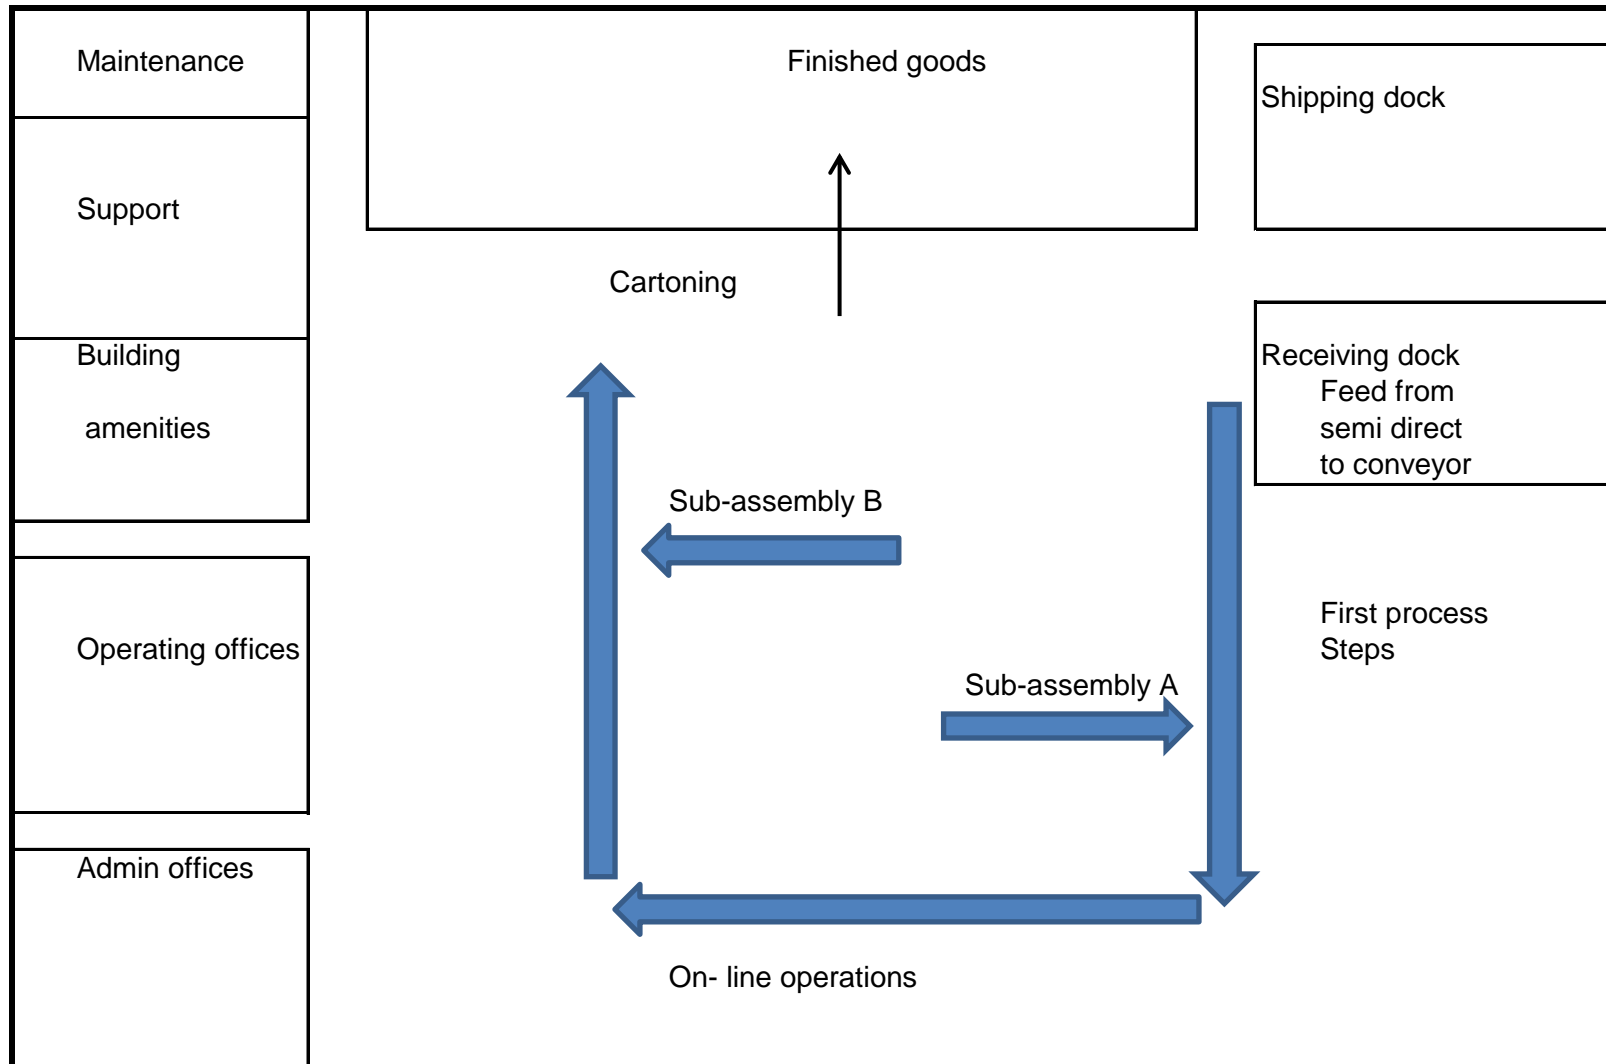 Maintenance
Finished goods
Shipping dock
Support
Cartoning
Building
amenities
Receiving dock
Feed from
semi direct
to conveyor
Sub-assembly B
First process
Steps
Operating offices
Sub-assembly A
Admin offices
On- line operations